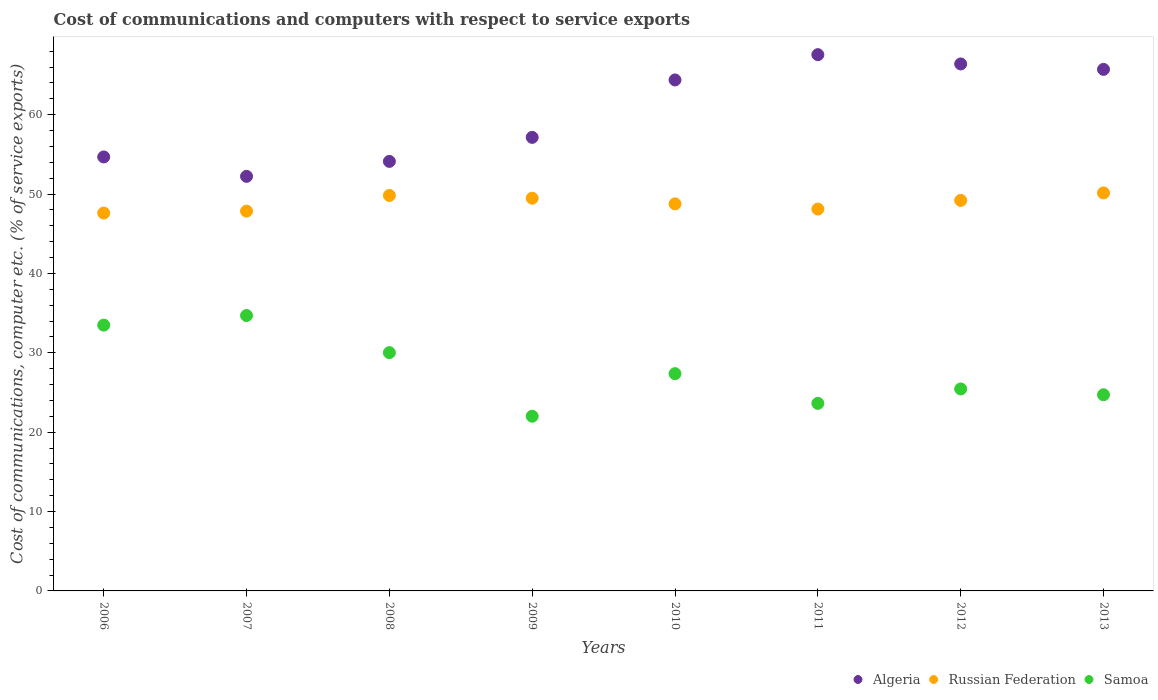 Cost of communications and computers with respect to service exports
Cost of communications, computer etc. (% of service exports)
60
50
40
30
20
10
0
2006
2007
2008
2009
2010
2011
2012
2013
Years
Algeria
Russian Federation
Samoa